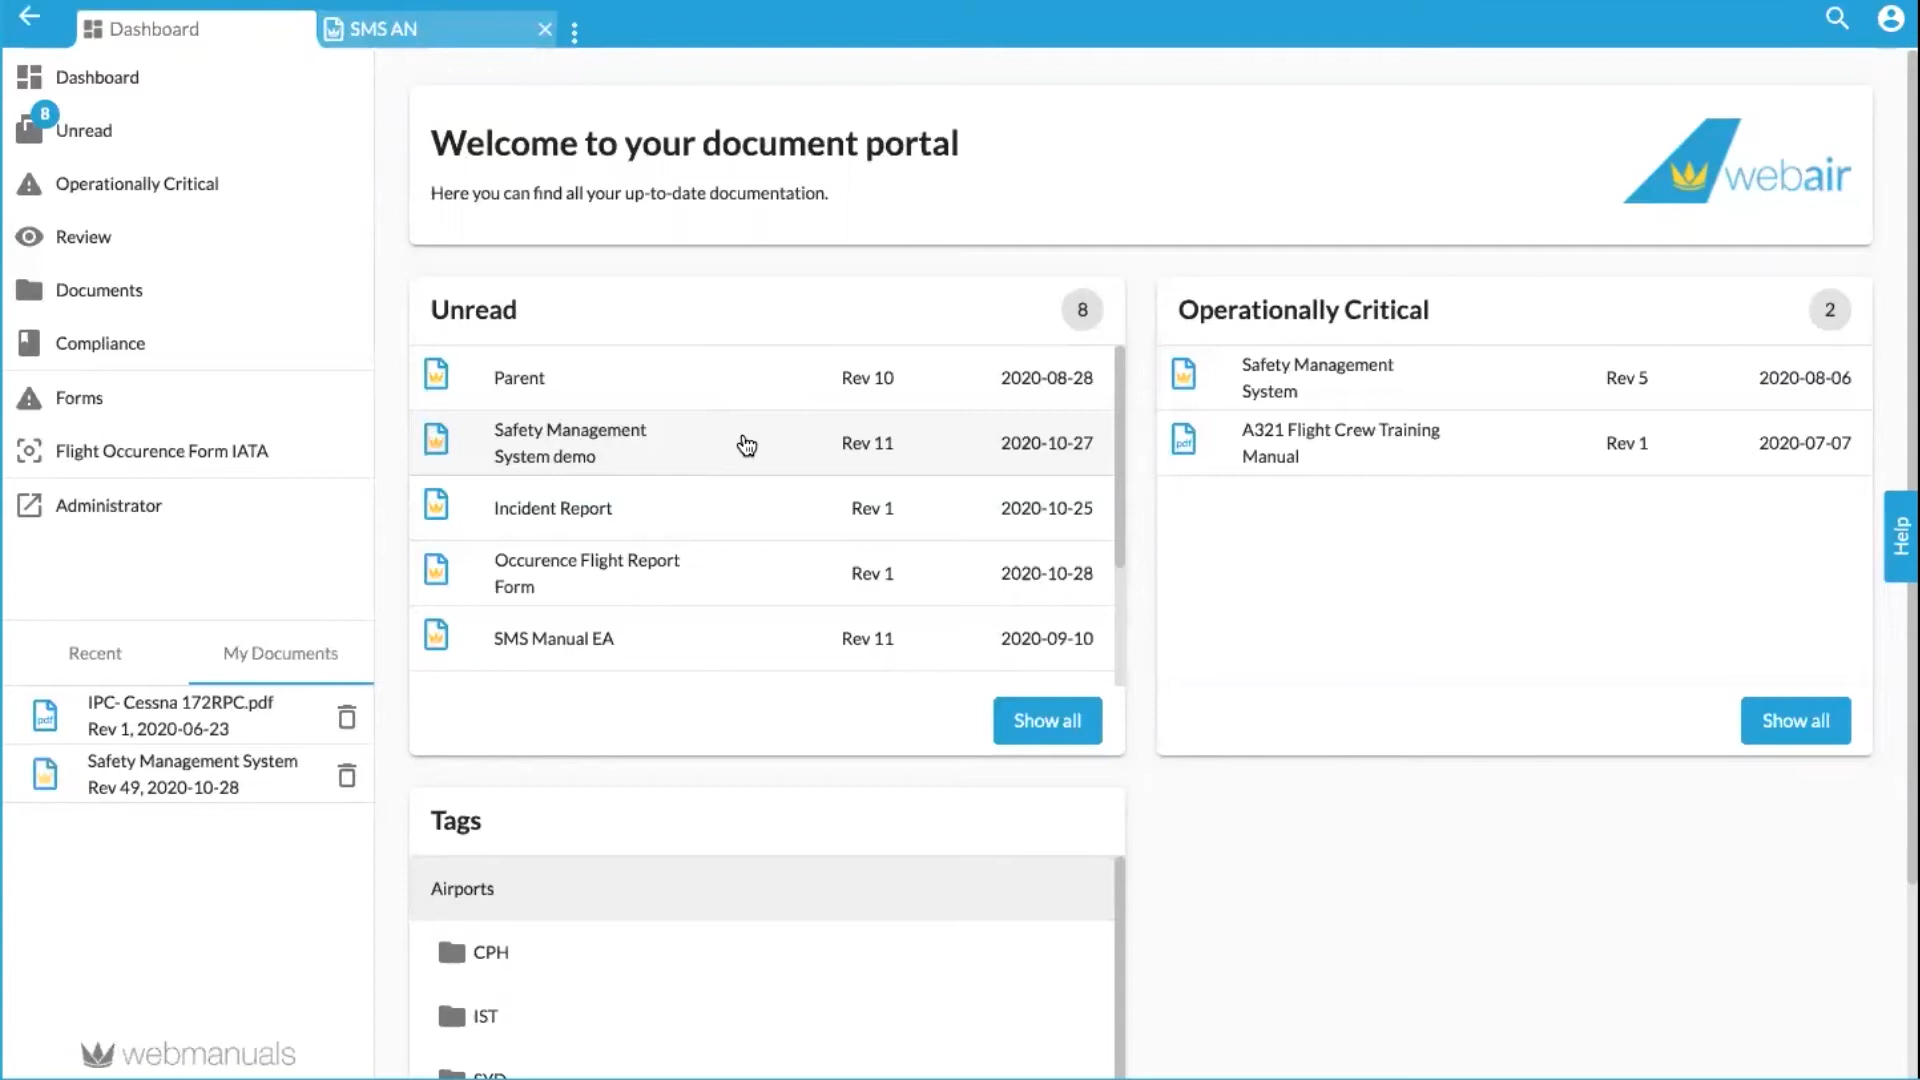 Dashboard
SMS AN
Dashboard
8
Unread
Operationally Critical
Review
Documents
Compliance
Forms
Flight Occurence Form IATA
Administrator
Recent
My Documents
pdf
IPC- Cessna 172RPC.pdf
Rev 1, 2020-06-23
Safety Management System
Rev 49, 2020-10-28
webmanuals
Welcome to your document portal
Here you can find all your up-to-date documentation.
webair
Unread
8
Parent
Rev 10
2020-08-28
Safety Management
System demo
Rev 11
2020-10-27
Incident Report
Rev 1
2020-10-25
Occurence Flight Report
Form
Rev 1
2020-10-28
SMS Manual EA
Rev 11
2020-09-10
Show all
Operationally Critical
2
Safety Management
System
Rev 5
2020-08-06
pdf
A321 Flight Crew Training
Manual
Rev 1
2020-07-07
Show all
Help
Tags
Airports
CPH
IST
SYD